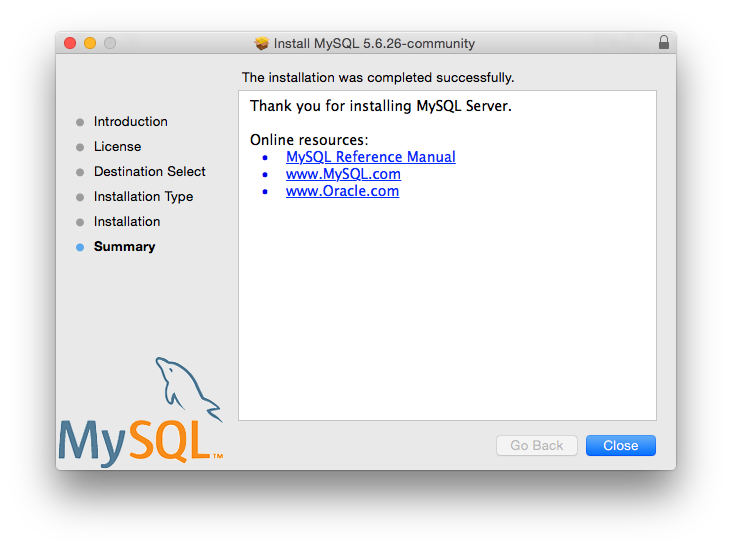 Install MySQL 5.6.26-community
The installation was completed successfully.
Introduction
License
Destination Select
Installation Type
Installation
Summary
Thank you for installing MySQL Server.
Online resources:
• MySQL Reference Manual
• www.MySQL.com
• www.Oracle.com
MySQL™
Go Back
Close